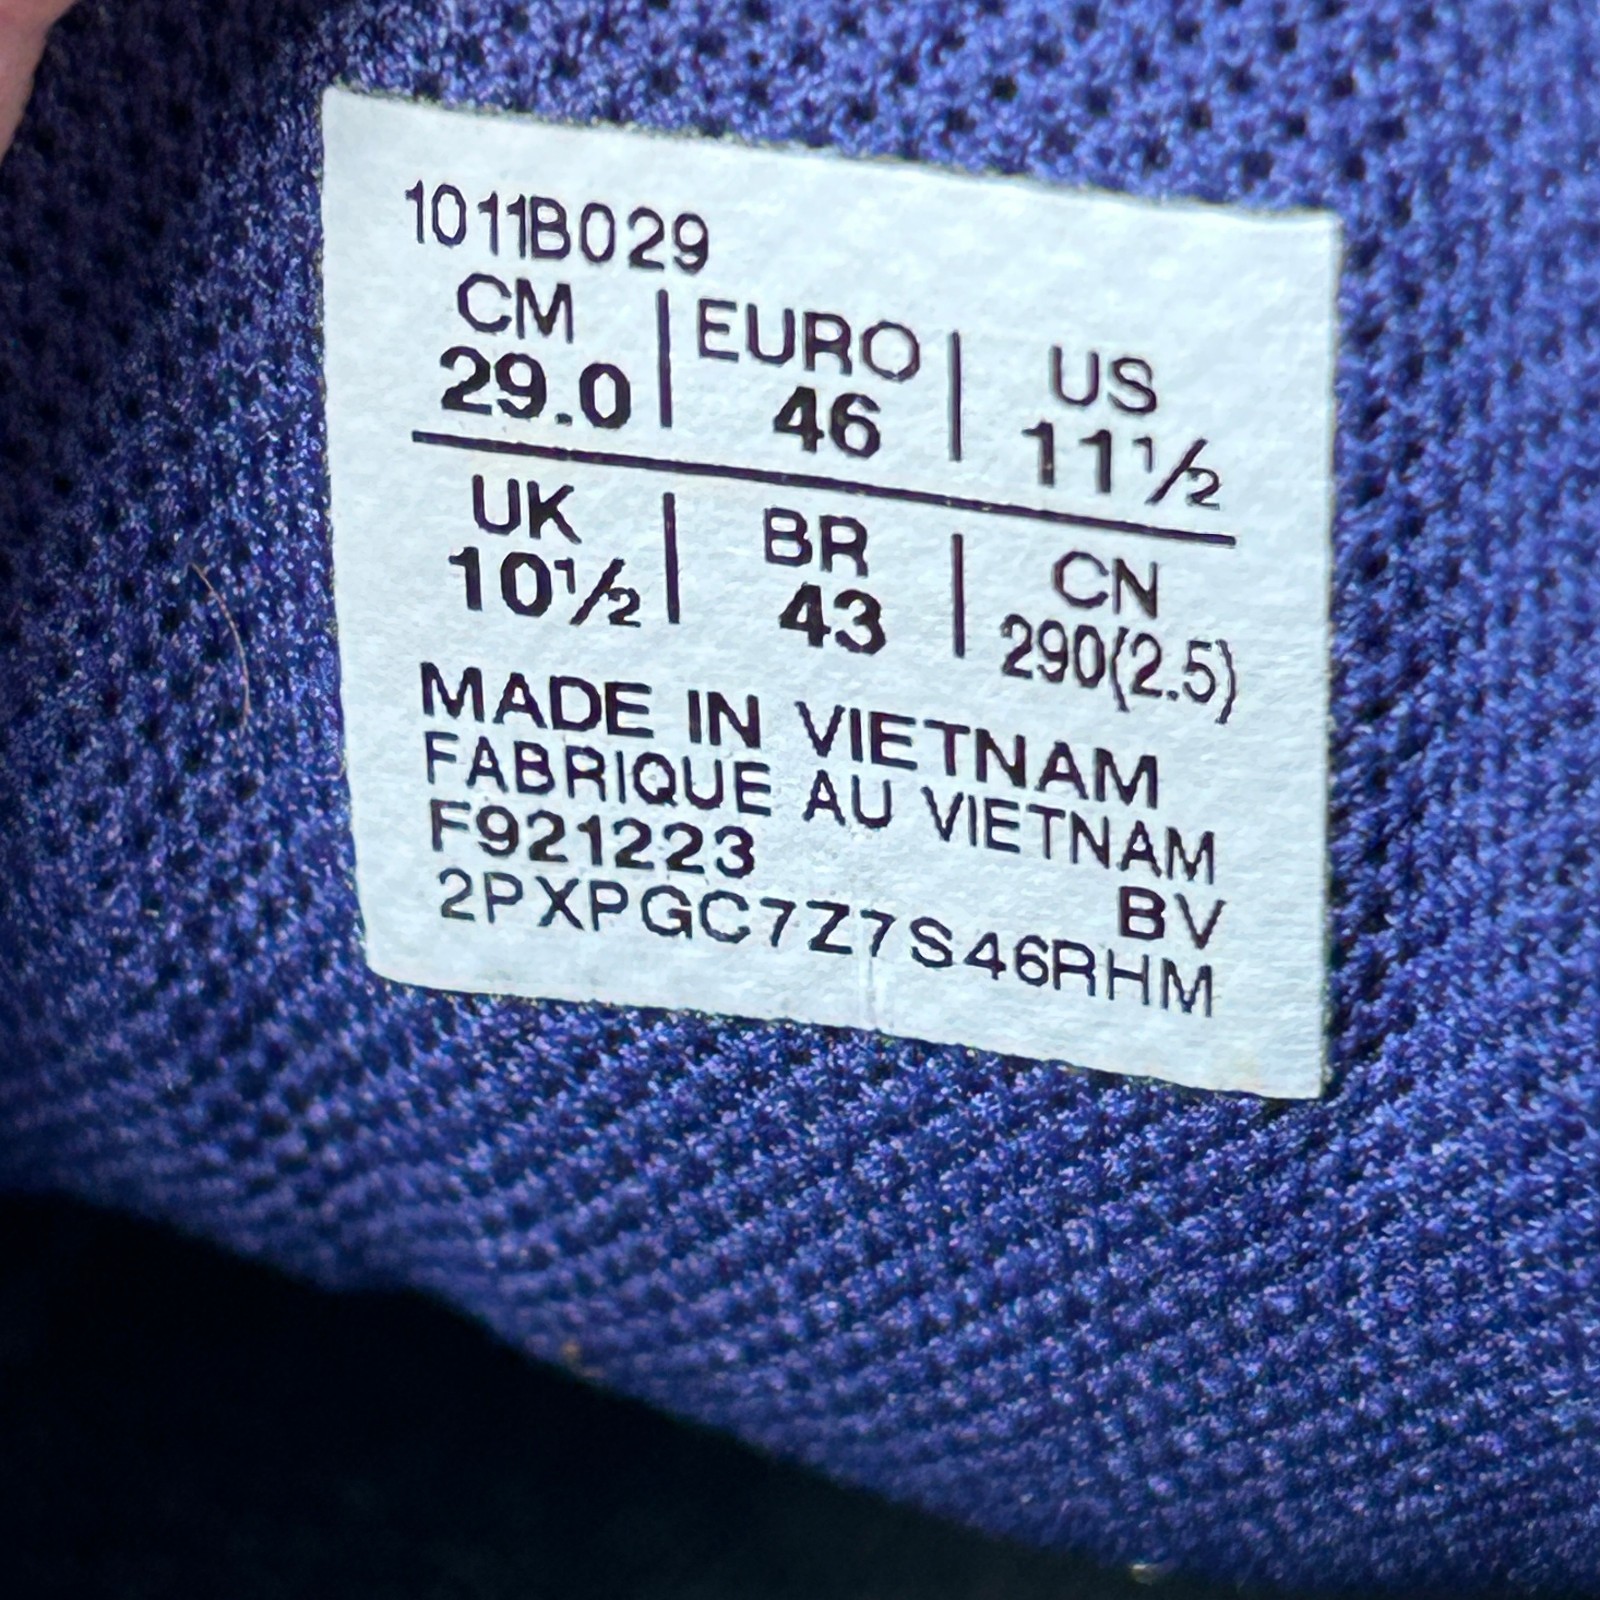 1011B029
CM | EURO | US
29.0 | 46 | 11½
UK | BR | CN
10½ | 43 | 290(2.5)
MADE IN VIETNAM
FABRIQUE AU VIETNAM
F921223 BV
2PXPGC7Z7S46RHM